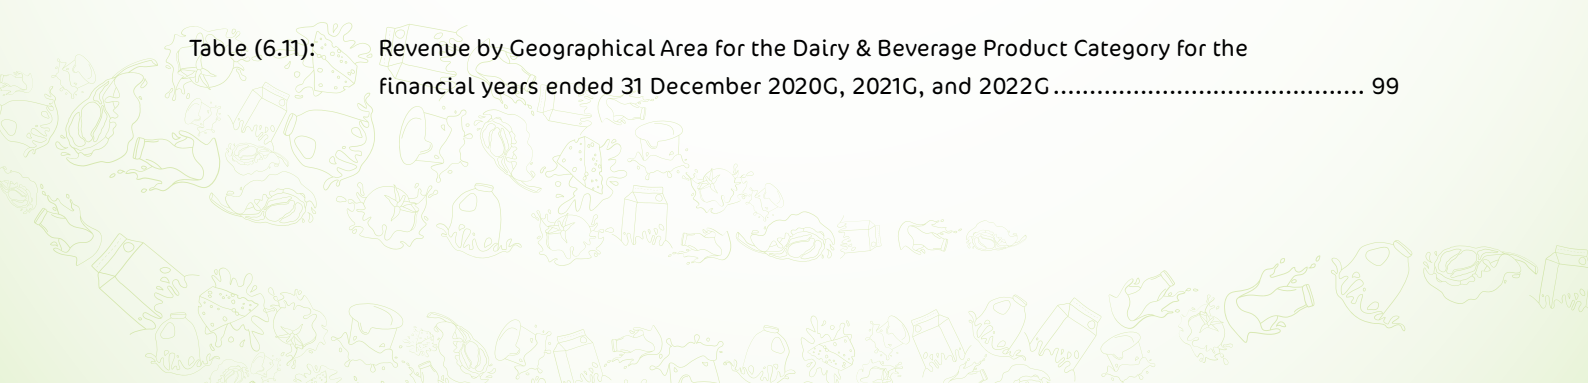 Table (6.11): Revenue by Geographical Area for the Dairy & Beverage Product Category for the
financial years ended 31 December 2020G, 2021G, and 2022G........................................... 99